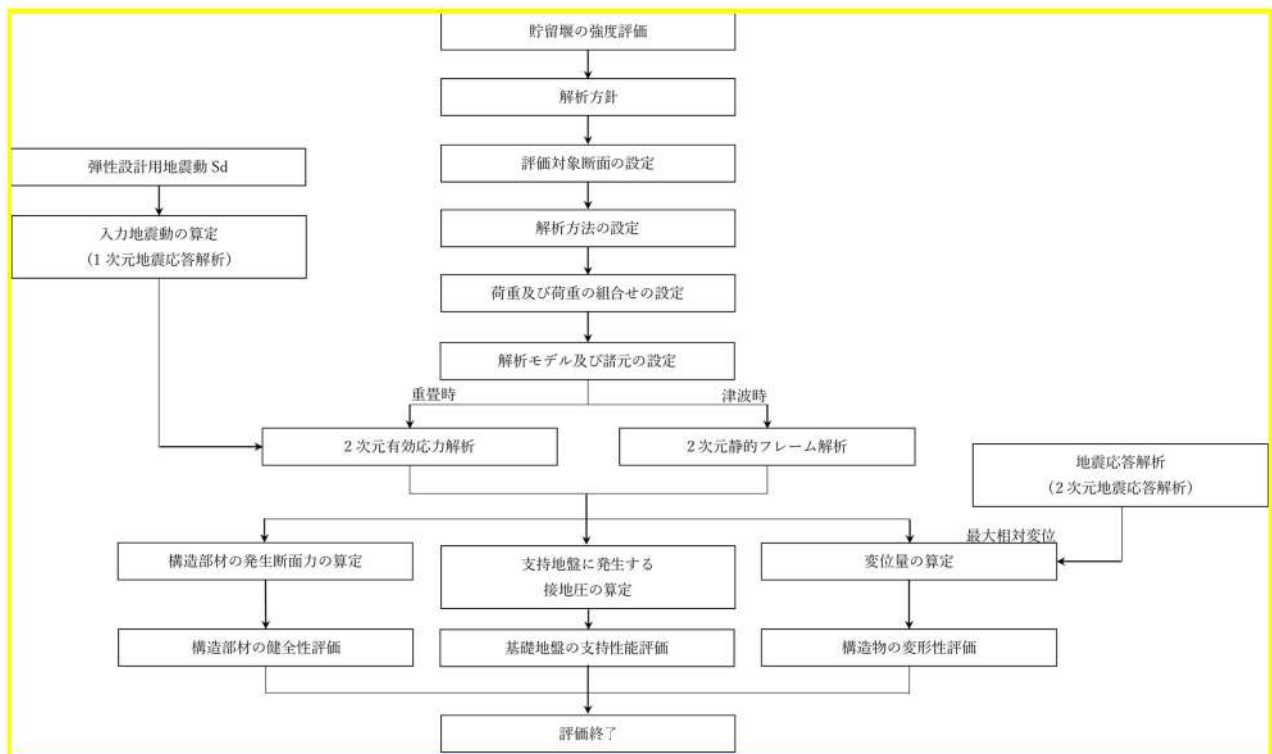 貯留堰の強度評価
解析方針
評価対象断面の設定
弾性設計用地震動 Sd
入力地震動の算定
（1 次元地震応答解析）
解析方法の設定
荷重及び荷重の組合せの設定
解析モデル及び諸元の設定
重畳時
津波時
2 次元有効応力解析
2 次元静的フレーム解析
地震応答解析
（2 次元地震応答解析）
最大相対変位
構造部材の発生断面力の算定
支持地盤に発生する
接地圧の算定
変位量の算定
構造部材の健全性評価
基礎地盤の支持性能評価
構造物の変形性評価
評価終了